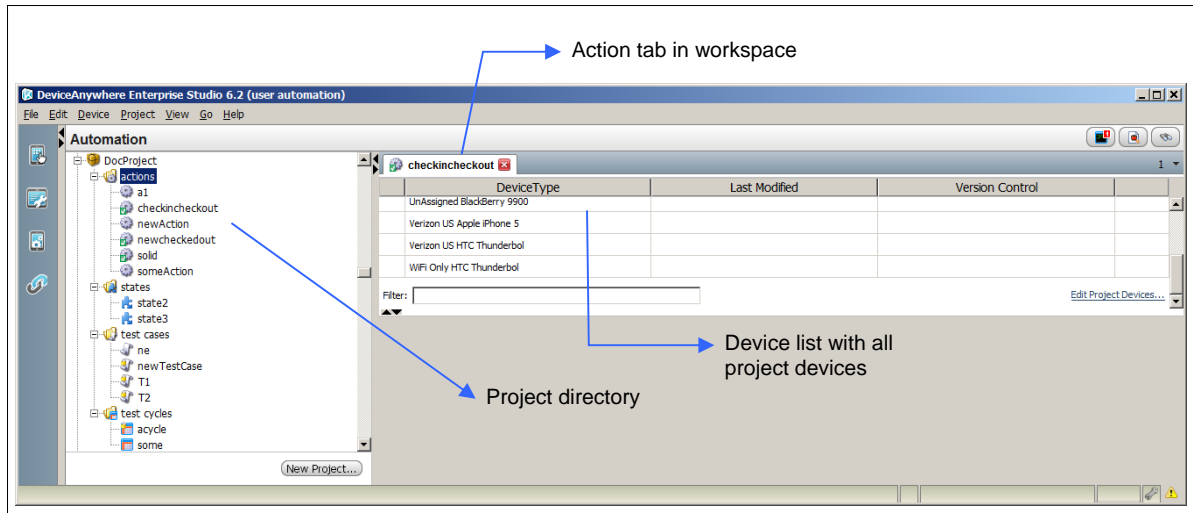 Action tab in workspace
DeviceAnywhere Enterprise Studio 6.2 (user automation)
File Edit Device Project View Go Help
Automation
DocProject
actions
a1
checkincheckout
newAction
newcheckedout
solid
someAction
states
state2
state3
test cases
ne
newTestCase
T1
T2
test cycles
acycle
some
New Project...
checkincheckout
1
DeviceType Last Modified Version Control
UnAssigned BlackBerry 9900
Verizon US Apple iPhone 5
Verizon US HTC Thunderbol
WiFi Only HTC Thunderbol
Filter:
Edit Project Devices...
Device list with all
project devices
Project directory